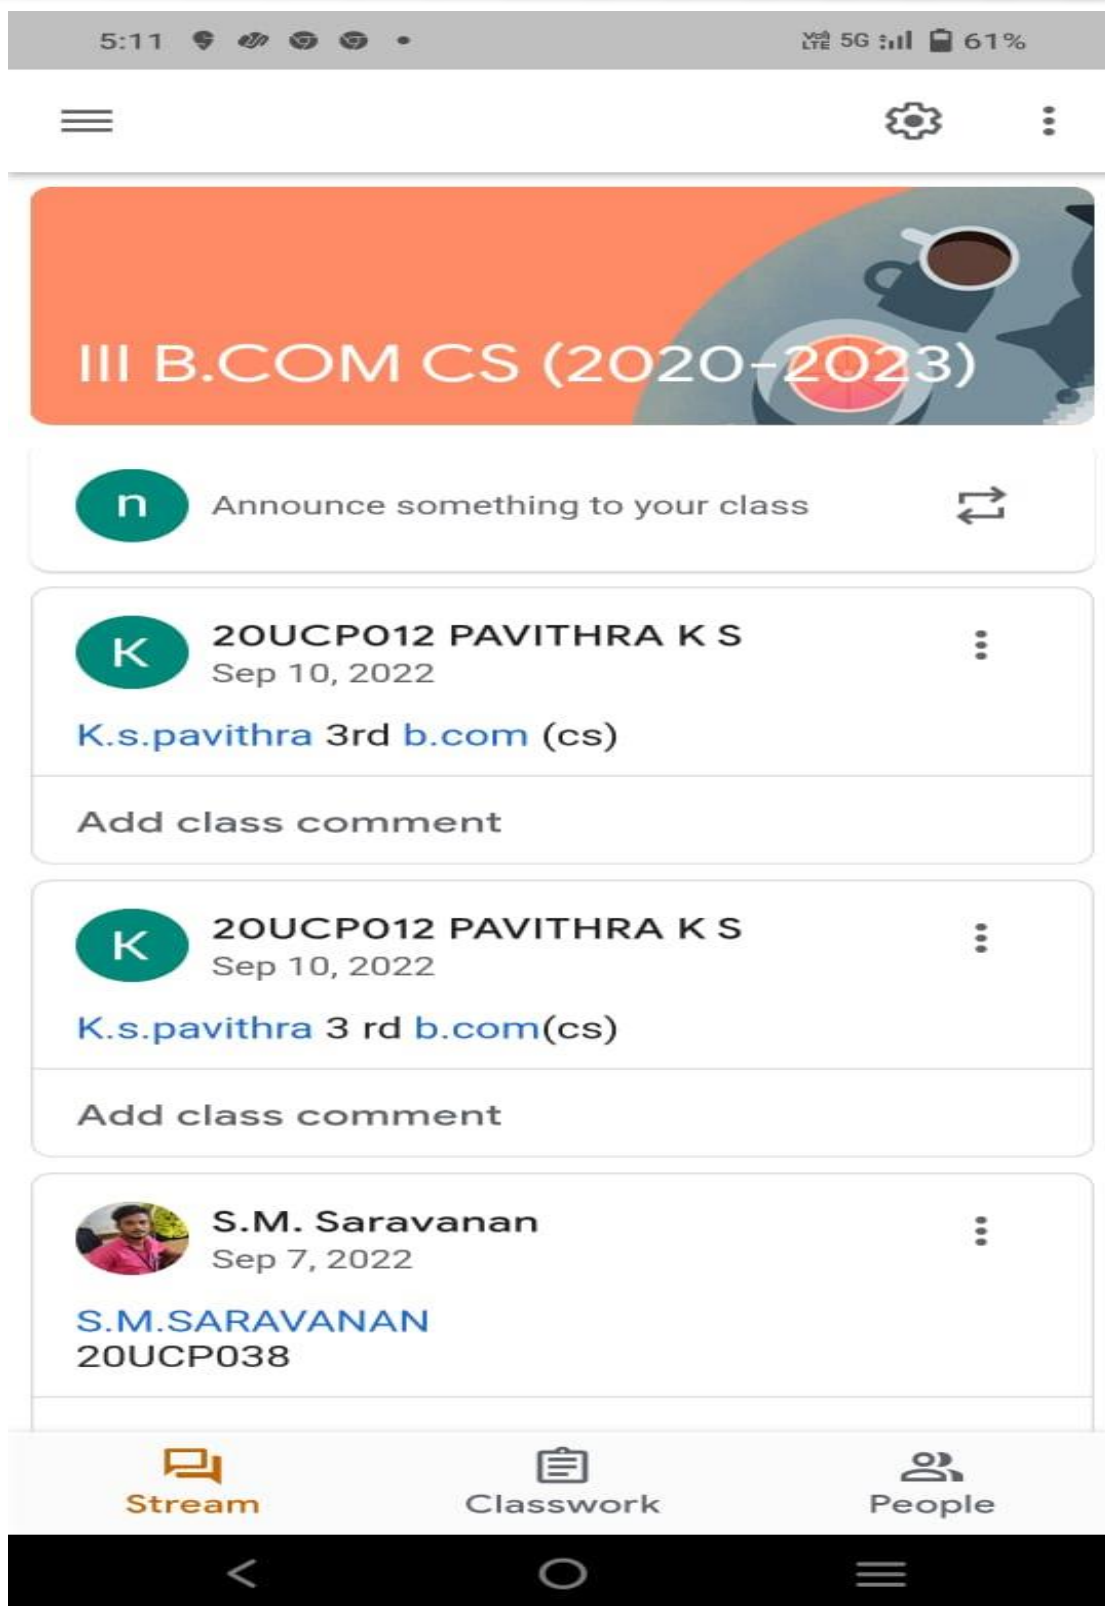 5:11
VoI) LTE 5G 61%
III B.COM CS (2020-2023)
n
Announce something to your class
K
20UCP012 PAVITHRA K S
Sep 10, 2022
K.s.pavithra 3rd b.com (cs)
Add class comment
K
20UCP012 PAVITHRA K S
Sep 10, 2022
K.s.pavithra 3 rd b.com(cs)
Add class comment
S.M. Saravanan
Sep 7, 2022
S.M.SARAVANAN
20UCP038
Stream Classwork People